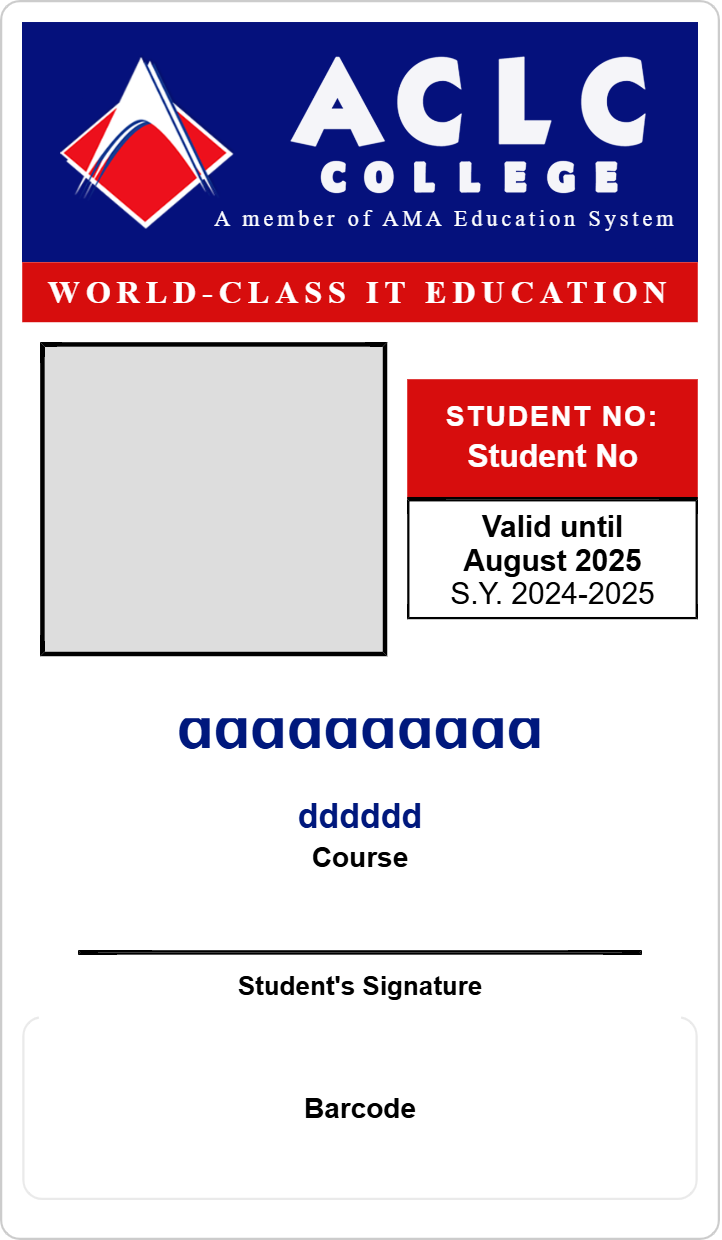 ACLC
COLLEGE
A member of AMA Education System
WORLD-CLASS IT EDUCATION
STUDENT NO:
Student No
Valid until
August 2025
S.Y. 2024-2025
dddddd
Course
Student's Signature
Barcode